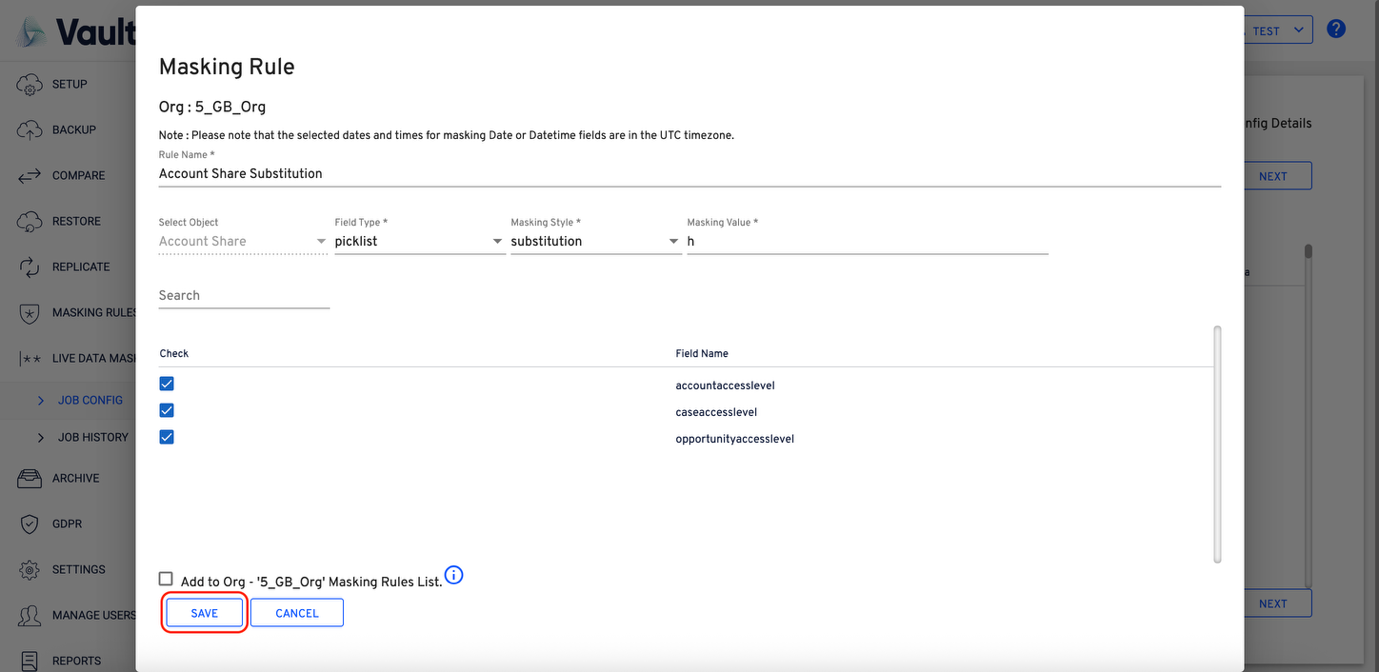 Vault
TEST
?
SETUP
BACKUP
COMPARE
RESTORE
REPLICATE
MASKING RULES
LIVE DATA MAS
JOB CONFIG
JOB HISTORY
ARCHIVE
GDPR
SETTINGS
MANAGE USERS
REPORTS
Masking Rule
Org : 5_GB_Org
Note : Please note that the selected dates and times for masking Date or Datetime fields are in the UTC timezone.
Rule Name *
Account Share Substitution
Select Object Field Type * Masking Style * Masking Value *
Account Share picklist substitution h
Search
Check Field Name
accountaccesslevel
caseaccesslevel
opportunityaccesslevel
Add to Org - '5_GB_Org' Masking Rules List.
SAVE CANCEL
nfig Details
NEXT
a
NEXT